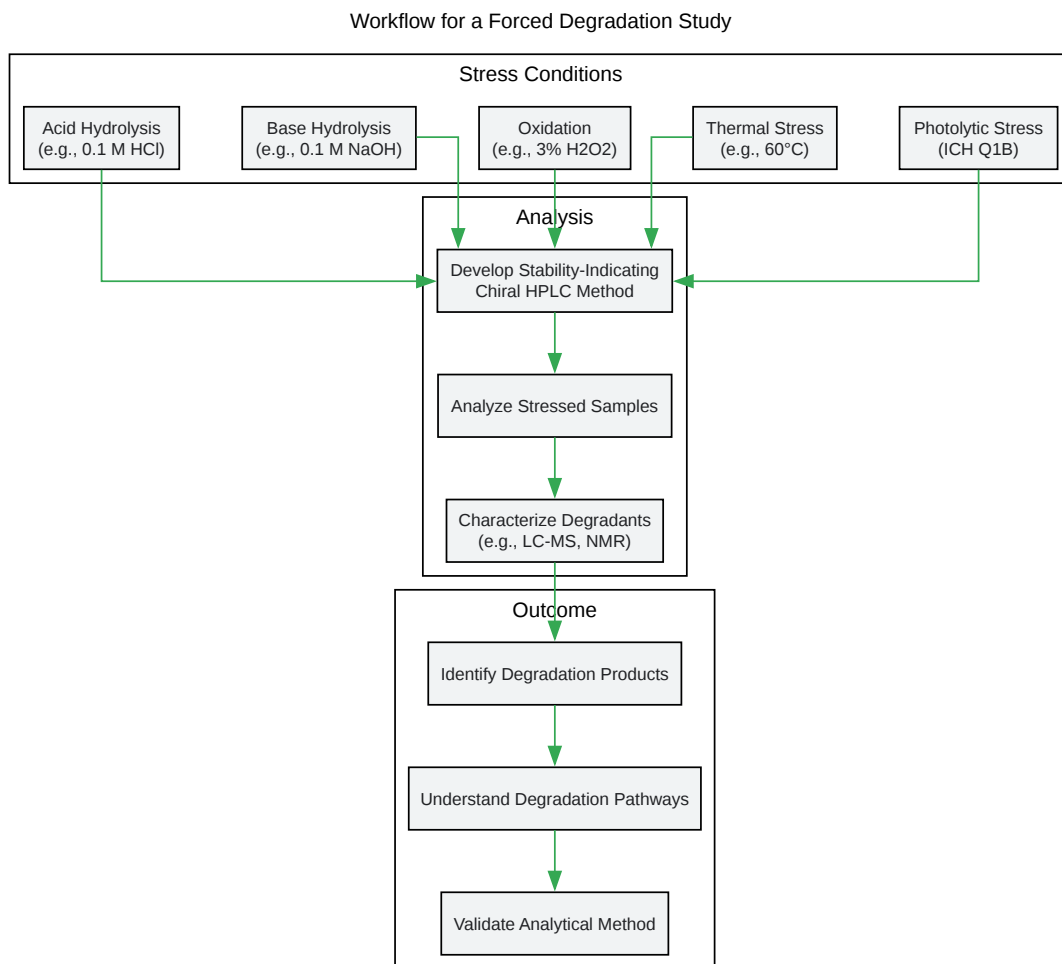 Workflow for a Forced Degradation Study
Stress Conditions
Acid Hydrolysis
(e.g., 0.1 M HCl)
Base Hydrolysis
(e.g., 0.1 M NaOH)
Oxidation
(e.g., 3% H2O2)
Thermal Stress
(e.g., 60°C)
Photolytic Stress
(ICH Q1B)
Analysis
Develop Stability-Indicating
Chiral HPLC Method
Analyze Stressed Samples
Characterize Degradants
(e.g., LC-MS, NMR)
Outcome
Identify Degradation Products
Understand Degradation Pathways
Validate Analytical Method